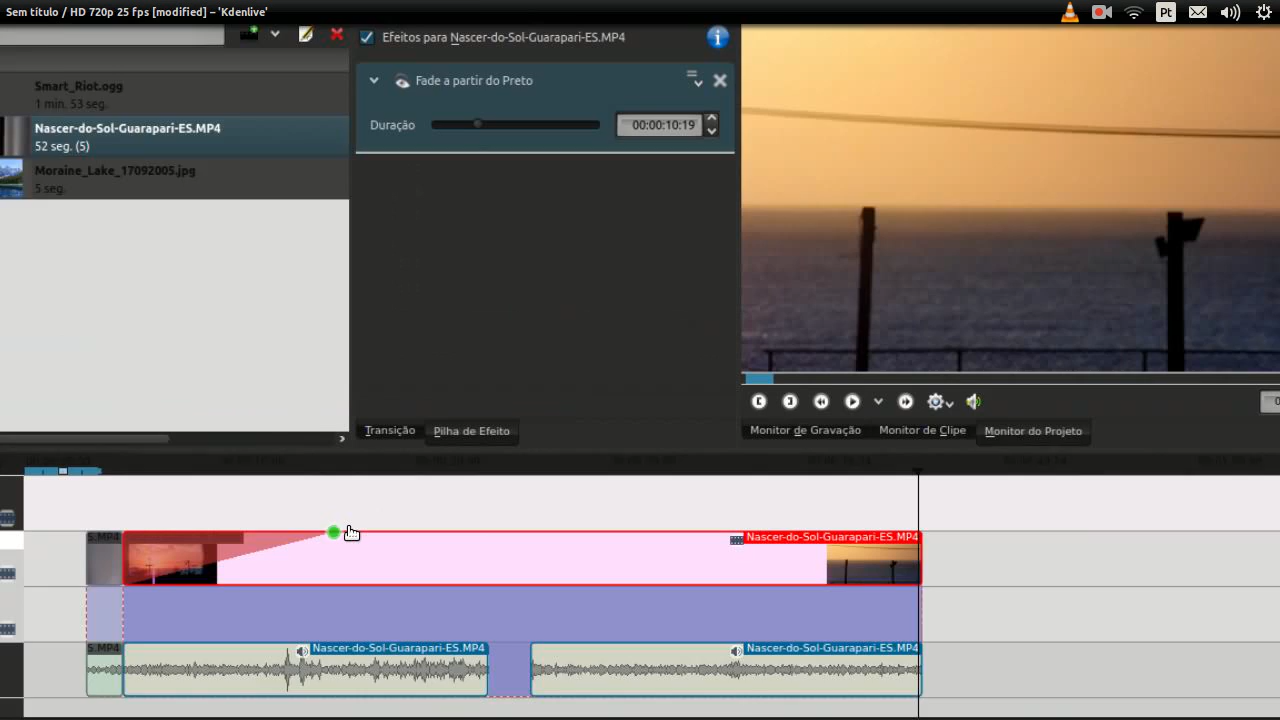 Sem titulo / HD 720p 25 fps [modified] – 'Kdenlive'
Pt
Smart_Riot.ogg
1 min. 53 seg.
Nascer-do-Sol-Guarapari-ES.MP4
52 seg. (5)
Moraine_Lake_17092005.jpg
5 seg.
Efeitos para Nascer-do-Sol-Guarapari-ES.MP4
Fade a partir do Preto
Duração
00:00:10:19
Transição
Pilha de Efeito
Monitor de Gravação
Monitor de Clipe
Monitor do Projeto
S.MP4
Nascer-do-Sol-Guarapari-ES.MP4
S.MP4
Nascer-do-Sol-Guarapari-ES.MP4
Nascer-do-Sol-Guarapari-ES.MP4